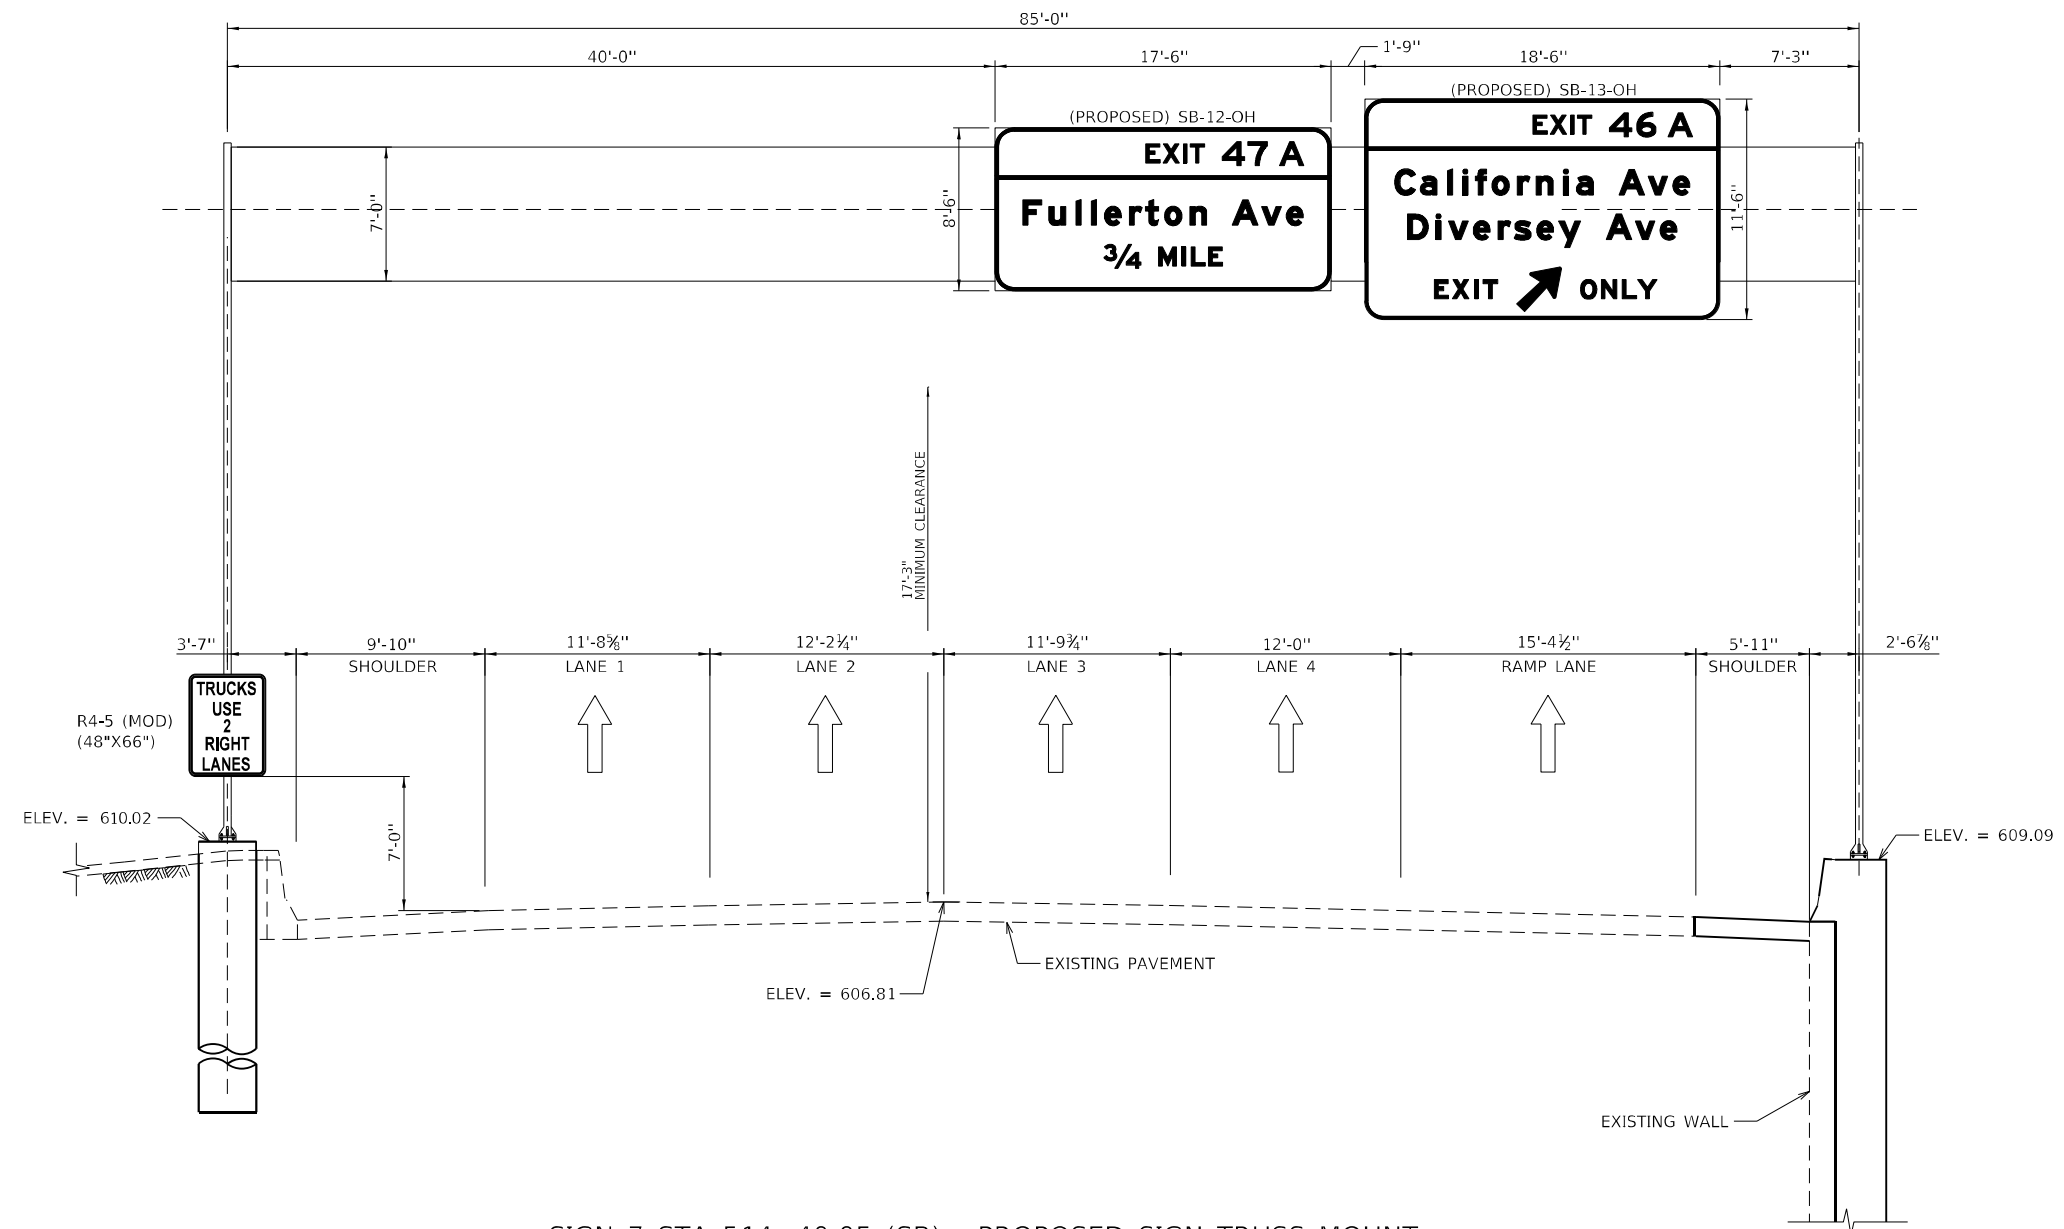 85'-0"
40'-0"
17'-6"
1'-9"
18'-6"
7'-3"
(PROPOSED) SB-12-OH
(PROPOSED) SB-13-OH
EXIT 47 A
Fullerton Ave
3/4 MILE
EXIT 46 A
California Ave
Diversey Ave
EXIT ONLY
7'-0"
8'-6"
11'-6"
17'-3"
MINIMUM CLEARANCE
3'-7"
9'-10"
SHOULDER
11'-8⅝"
LANE 1
12'-2¼"
LANE 2
11'-9¾"
LANE 3
12'-0"
LANE 4
15'-4½"
RAMP LANE
5'-11"
SHOULDER
2'-6⅞"
TRUCKS
USE
2
RIGHT
LANES
R4-5 (MOD)
(48"X66")
ELEV. = 610.02
7'-0"
ELEV. = 609.09
EXISTING PAVEMENT
ELEV. = 606.81
EXISTING WALL